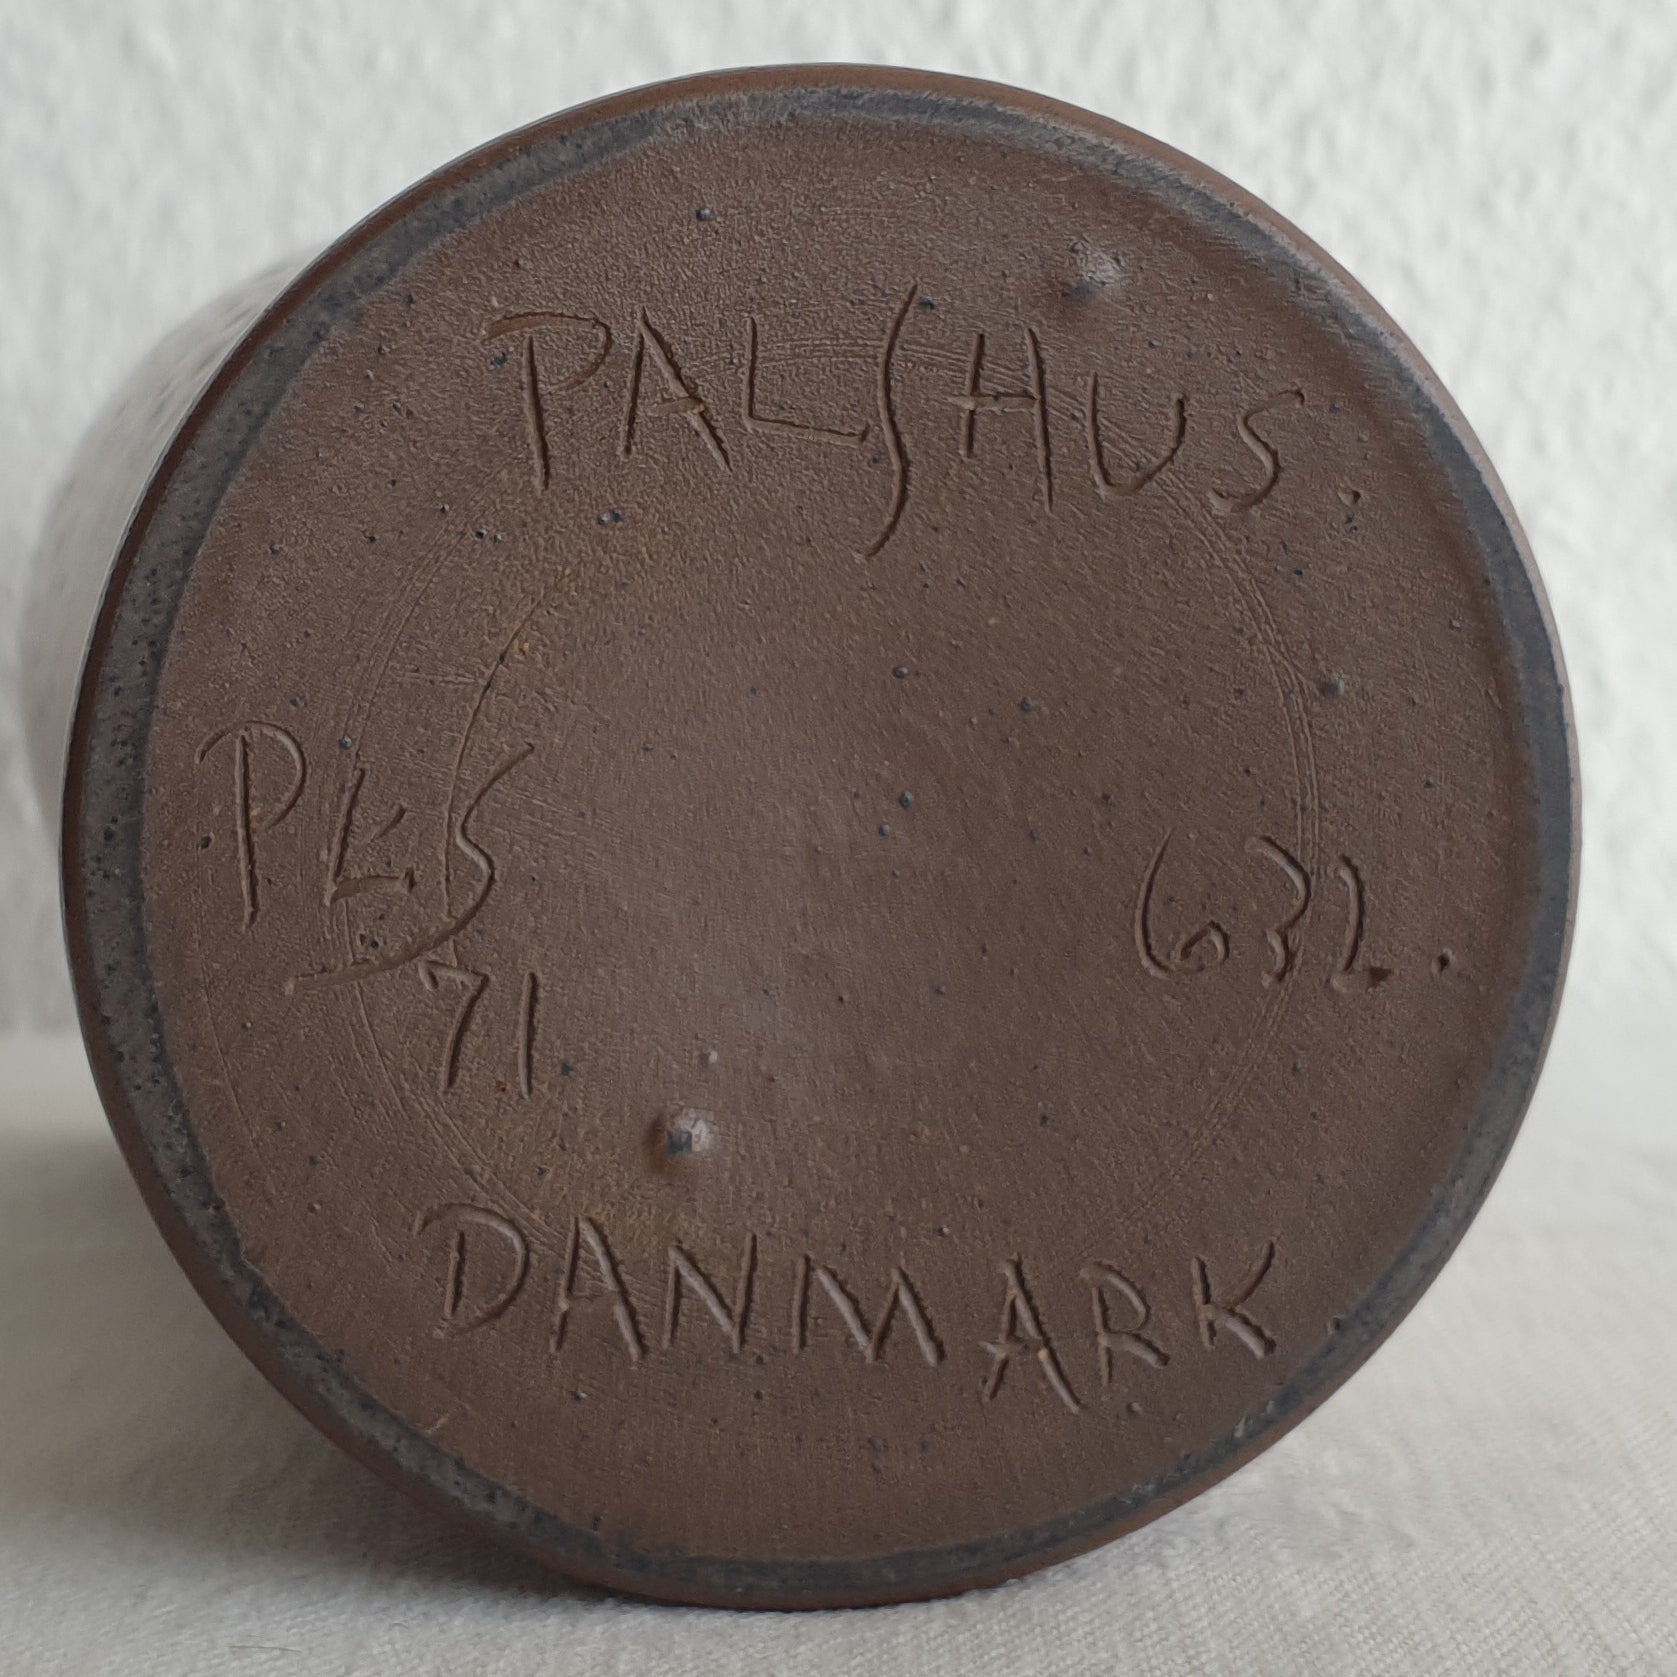 PALSHUS.
PLS
632.
71
DANMARK